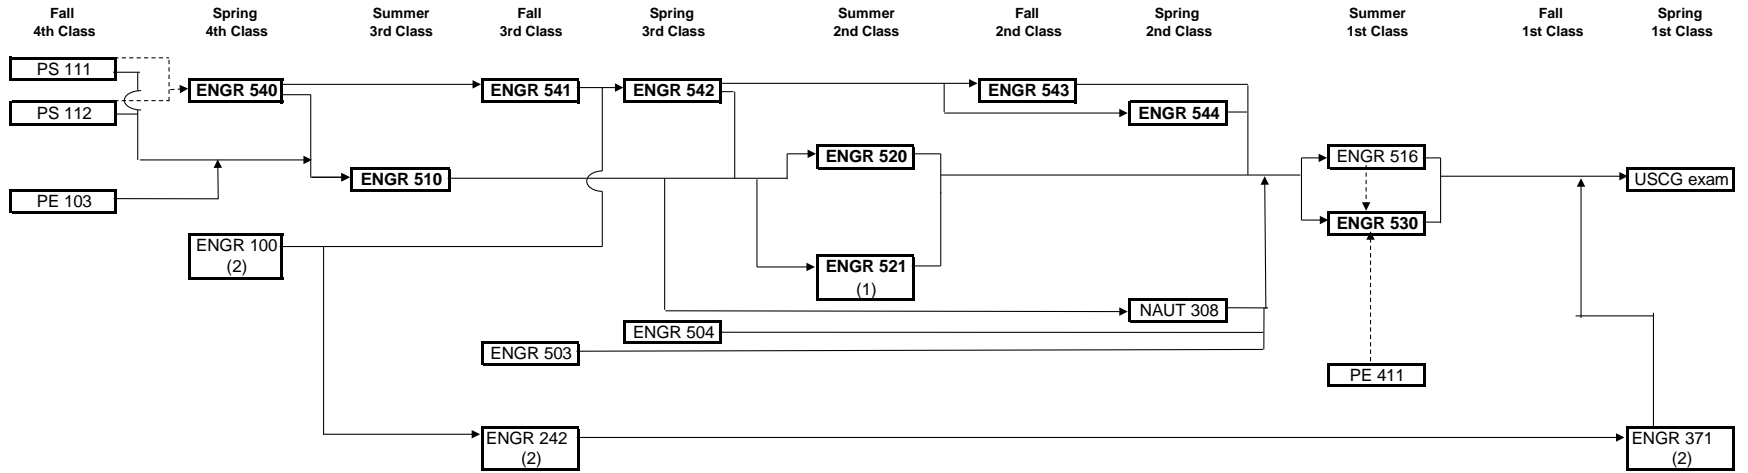 Fall Spring Summer Fall Spring Summer Fall Spring Summer Fall Spring
4th Class 4th Class 3rd Class 3rd Class 3rd Class 2nd Class 2nd Class 2nd Class 1st Class 1st Class 1st Class
PS 111
ENGR 540 ENGR 541 ENGR 542 ENGR 543
PS 112 ENGR 544
ENGR 520 ENGR 516
ENGR 510 USCG exam
PE 103
ENGR 530
ENGR 100
(2)
ENGR 521
(1)
NAUT 308
ENGR 504
ENGR 503
PE 411
ENGR 242 ENGR 371
(2) (2)